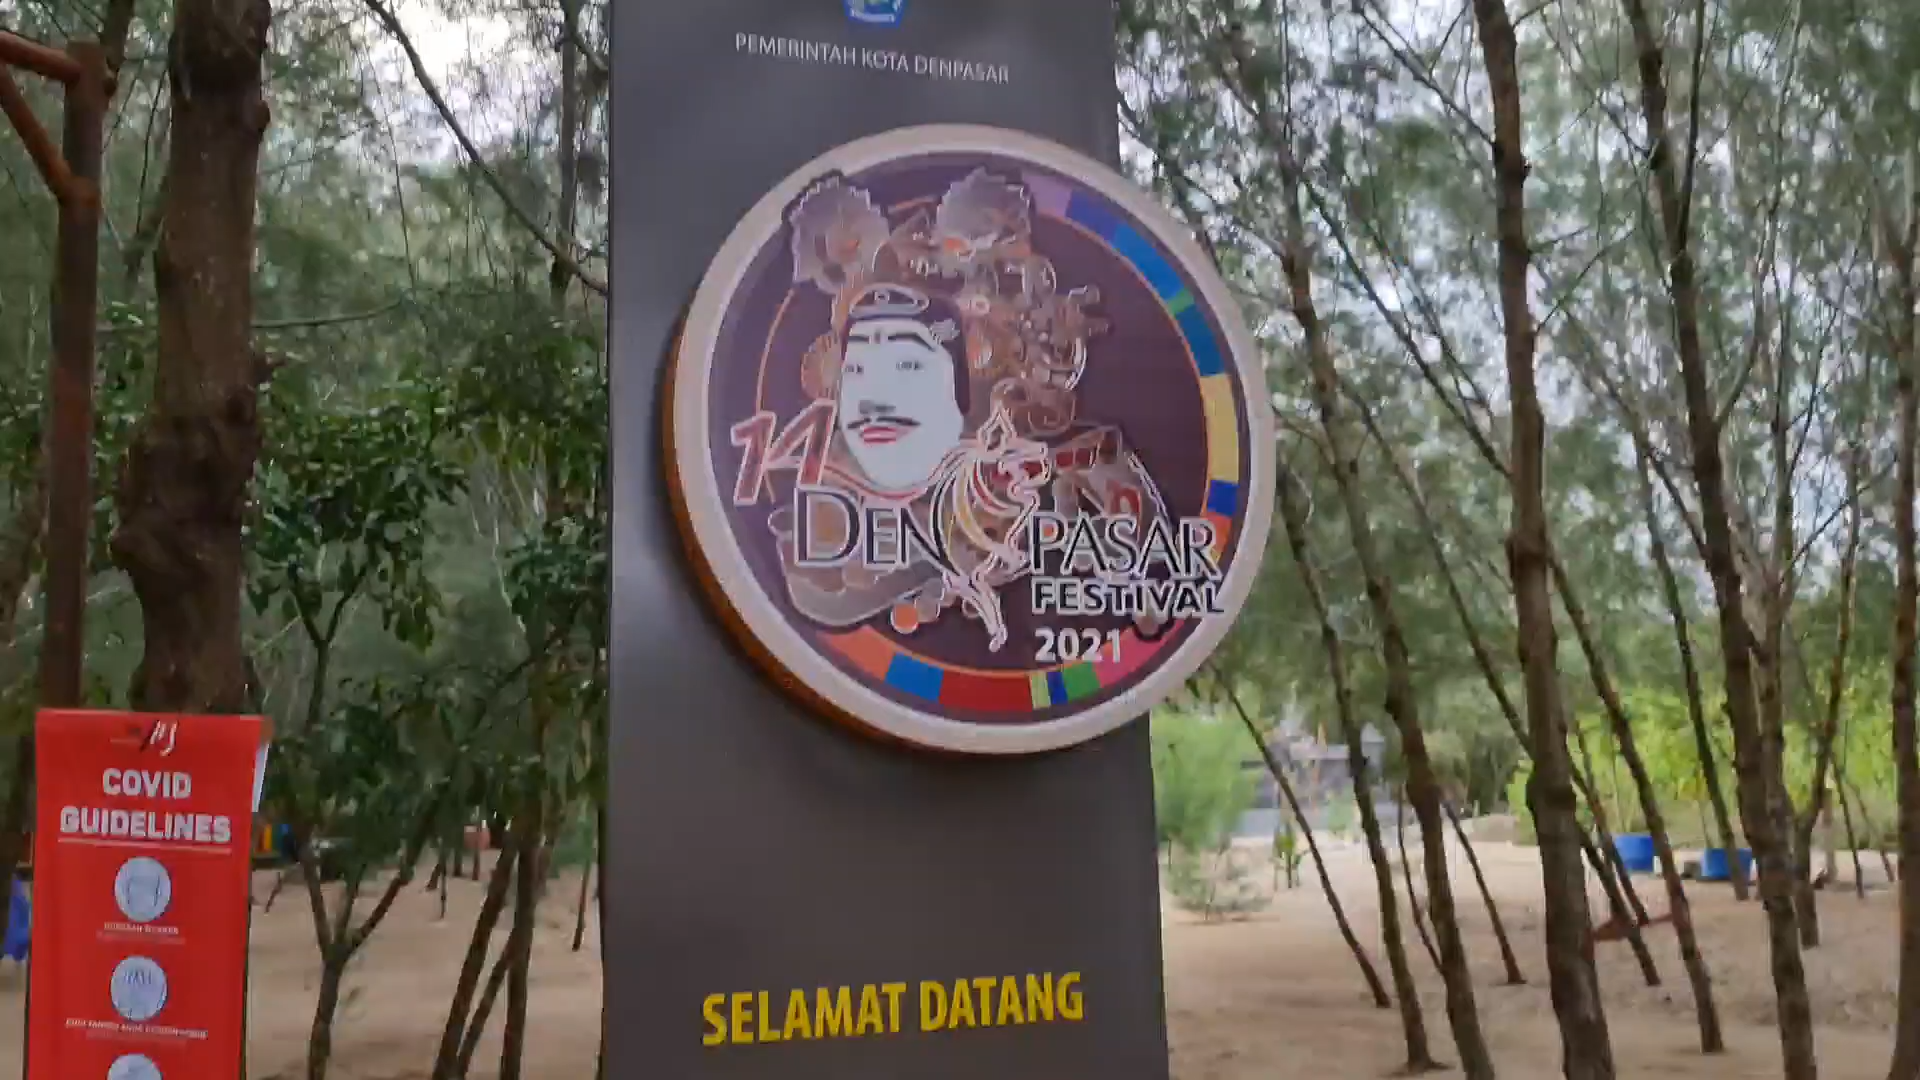 PEMERINTAH KOTA DENPASAR
14
DENPASAR
FESTIVAL
2021
SELAMAT DATANG
COVID
GUIDELINES